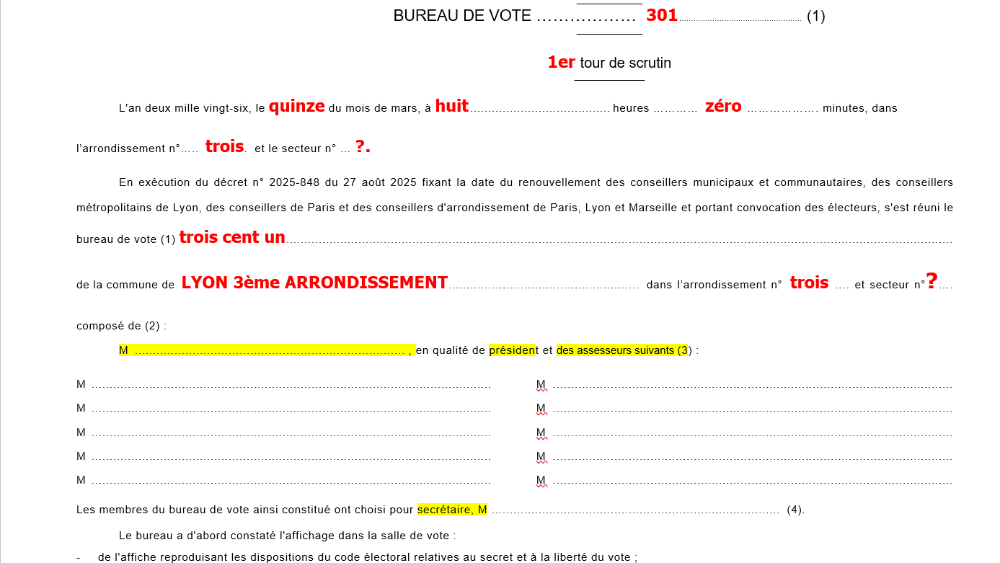 BUREAU DE VOTE ……………… 301.................................................... (1)
1er tour de scrutin
L'an deux mille vingt-six, le quinze du mois de mars, à huit....................................... heures ………… zéro ………………. minutes, dans
l’arrondissement n°….. trois. et le secteur n° … ?.
En exécution du décret n° 2025-848 du 27 août 2025 fixant la date du renouvellement des conseillers municipaux et communautaires, des conseillers
métropolitains de Lyon, des conseillers de Paris et des conseillers d'arrondissement de Paris, Lyon et Marseille et portant convocation des électeurs, s'est réuni le
bureau de vote (1) trois cent un................................................................................
de la commune de LYON 3ème ARRONDISSEMENT..................................................... dans l’arrondissement n° trois …. et secteur n°?….
composé de (2) :
M ........................................................................... , en qualité de président et des assesseurs suivants (3) :
M ............................................................... M ...............................................................
M ............................................................... M ...............................................................
M ............................................................... M ...............................................................
M ............................................................... M ...............................................................
M ............................................................... M ...............................................................
Les membres du bureau de vote ainsi constitué ont choisi pour secrétaire, M ................................................................................ (4).
Le bureau a d'abord constaté l'affichage dans la salle de vote :
- de l'affiche reproduisant les dispositions du code électoral relatives au secret et à la liberté du vote ;